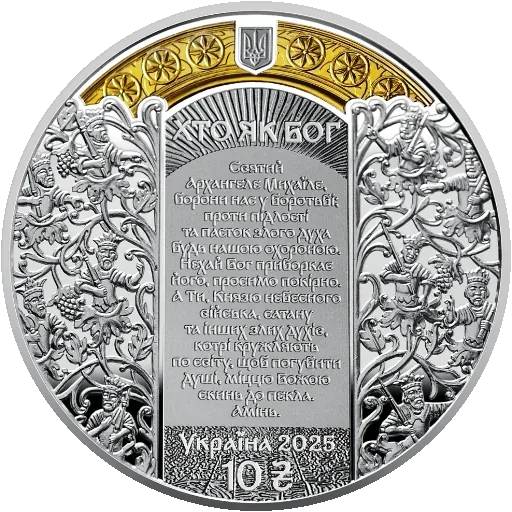 ХТО ЯК БОГ
Святий
Архангеле Михаїле,
борони нас у боротьбі
проти підлості
та пасток злого духа
будь нашою охороною.
Нехай Бог приборкає
його, просимо покірно.
А Ти, Князю небесного
війська, сатану
та інших злих духів,
котрі кружляють
по світу, щоб погубити
душі, міццю Божою
скинь до пекла.
Амінь.
Україна 2025
10 ₴